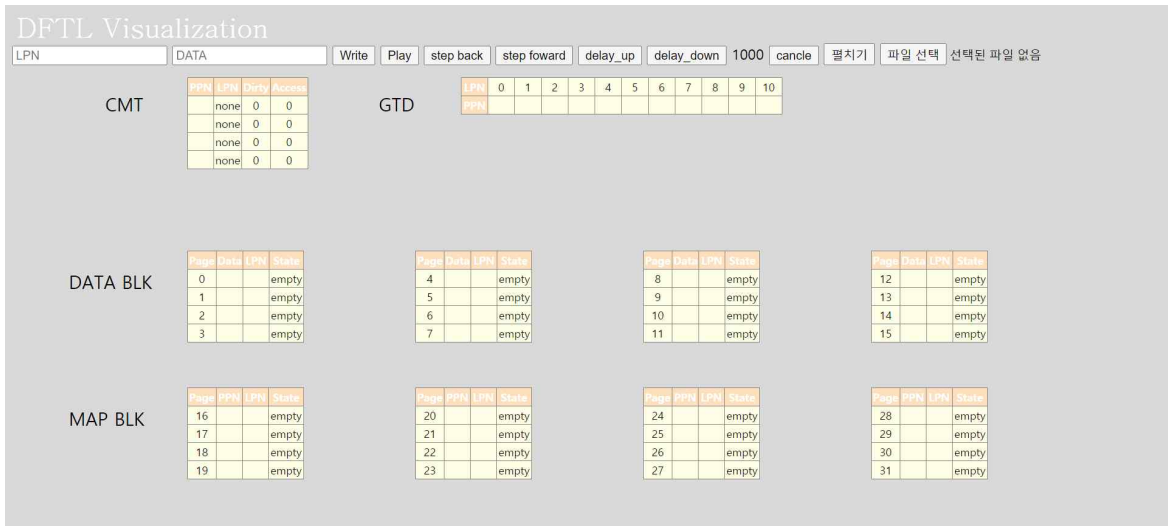 DFTL Visualization
LPN DATA Write Play step back step foward delay_up delay_down 1000 cancle 펼치기 파일 선택 선택된 파일 없음
CMT
PPN LPN Dirty Access
none 0 0
none 0 0
none 0 0
none 0 0
GTD
LPN 0 1 2 3 4 5 6 7 8 9 10
PPN
DATA BLK
Page Data LPN State
0 empty
1 empty
2 empty
3 empty
Page Data LPN State
4 empty
5 empty
6 empty
7 empty
Page Data LPN State
8 empty
9 empty
10 empty
11 empty
Page Data LPN State
12 empty
13 empty
14 empty
15 empty
MAP BLK
Page PPN LPN State
16 empty
17 empty
18 empty
19 empty
Page PPN LPN State
20 empty
21 empty
22 empty
23 empty
Page PPN LPN State
24 empty
25 empty
26 empty
27 empty
Page PPN LPN State
28 empty
29 empty
30 empty
31 empty